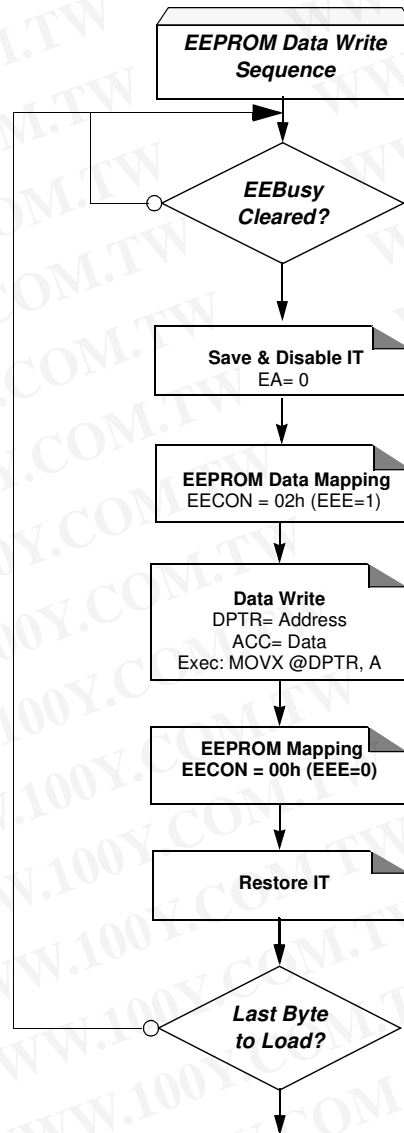 EEPROM Data Write
Sequence
EEBusy
Cleared?
Save & Disable IT
EA= 0
EEPROM Data Mapping
EECON = 02h (EEE=1)
Data Write
DPTR= Address
ACC= Data
Exec: MOVX @DPTR, A
EEPROM Mapping
EECON = 00h (EEE=0)
Restore IT
Last Byte
to Load?